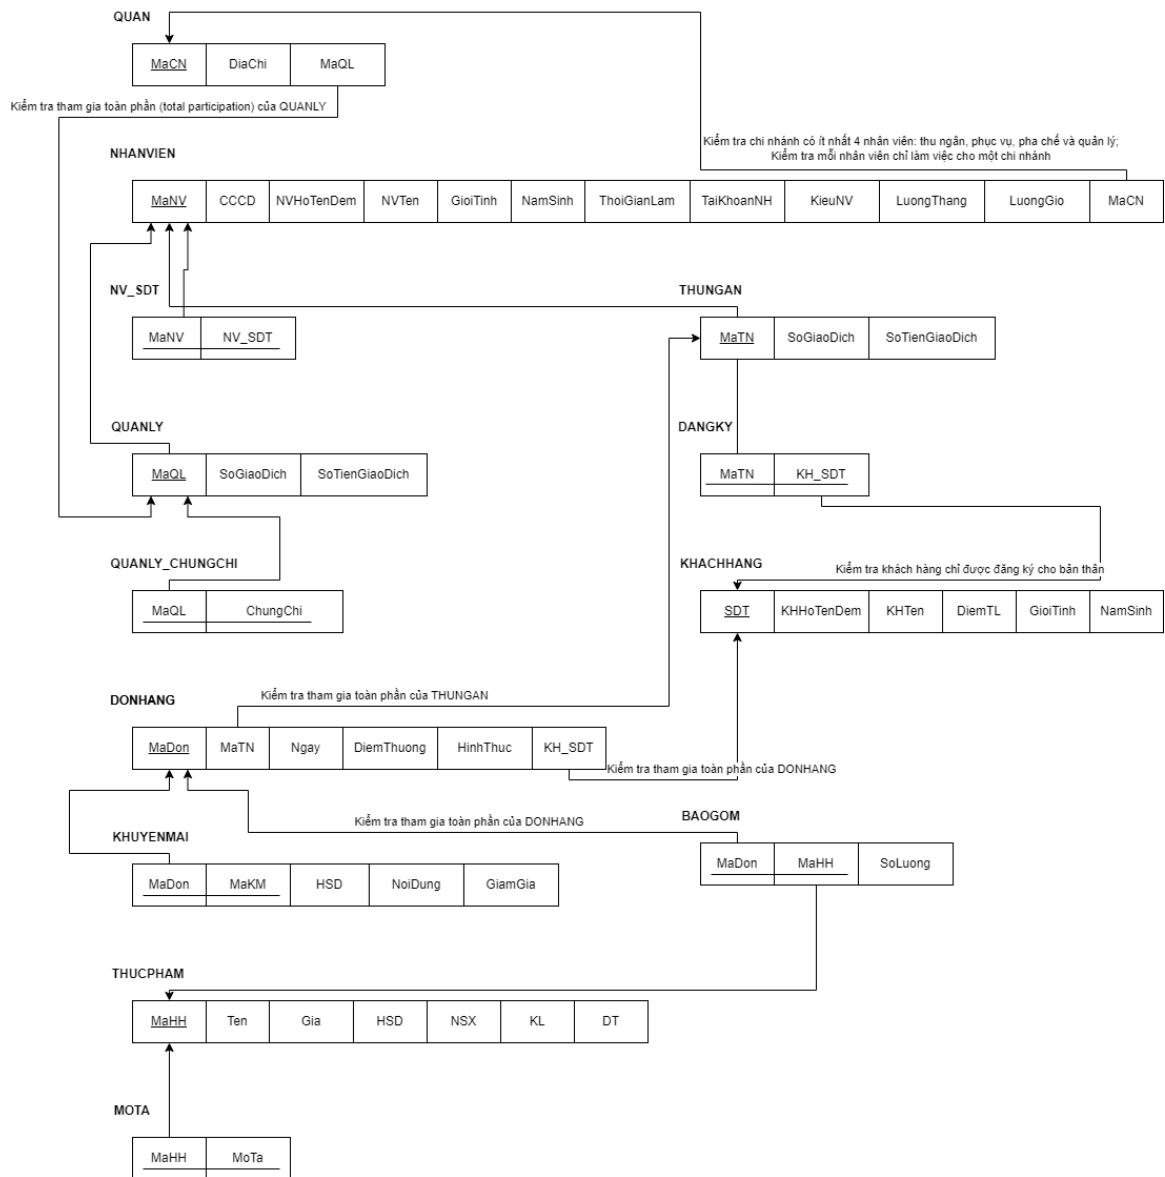 QUAN
MaCN DiaChi MaQL
Kiểm tra tham gia toàn phần (total participation) của QUANLY
Kiểm tra chi nhánh có ít nhất 4 nhân viên: thu ngân, phục vụ, pha chế và quản lý;
Kiểm tra mỗi nhân viên chỉ làm việc cho một chi nhánh
NHANVIEN
MaNV CCCD NVHoTenDem NVTen GioiTinh NamSinh ThoiGianLam TaiKhoanNH KieuNV LuongThang LuongGio MaCN
NV_SDT
MaNV NV_SDT
THUNGAN
MaTN SoGiaoDich SoTienGiaoDich
QUANLY
MaQL SoGiaoDich SoTienGiaoDich
DANGKY
MaTN KH_SDT
QUANLY_CHUNGCHI
MaQL ChungChi
KHACHHANG
Kiểm tra khách hàng chỉ được đăng ký cho bản thân
SDT KHHoTenDem KHTen DiemTL GioiTinh NamSinh
DONHANG
Kiểm tra tham gia toàn phần của THUNGAN
MaDon MaTN Ngay DiemThuong HinhThuc KH_SDT
Kiểm tra tham gia toàn phần của DONHANG
KHUYENMAI
Kiểm tra tham gia toàn phần của DONHANG
MaDon MaKM HSD NoiDung GiamGia
BAOGOM
MaDon MaHH SoLuong
THUCPHAM
MaHH Ten Gia HSD NSX KL DT
MOTA
MaHH MoTa